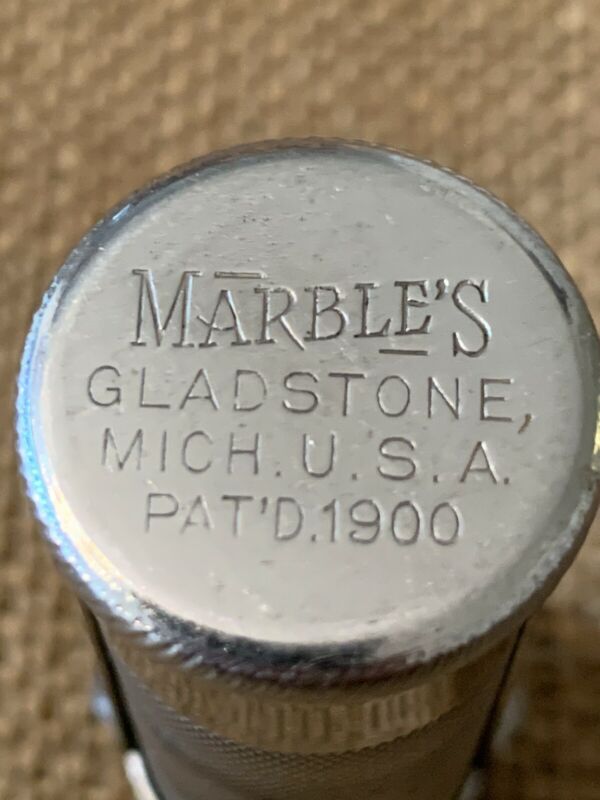 MARBLE'S
GLADSTONE,
MICH. U.S.A.
PAT'D.1900